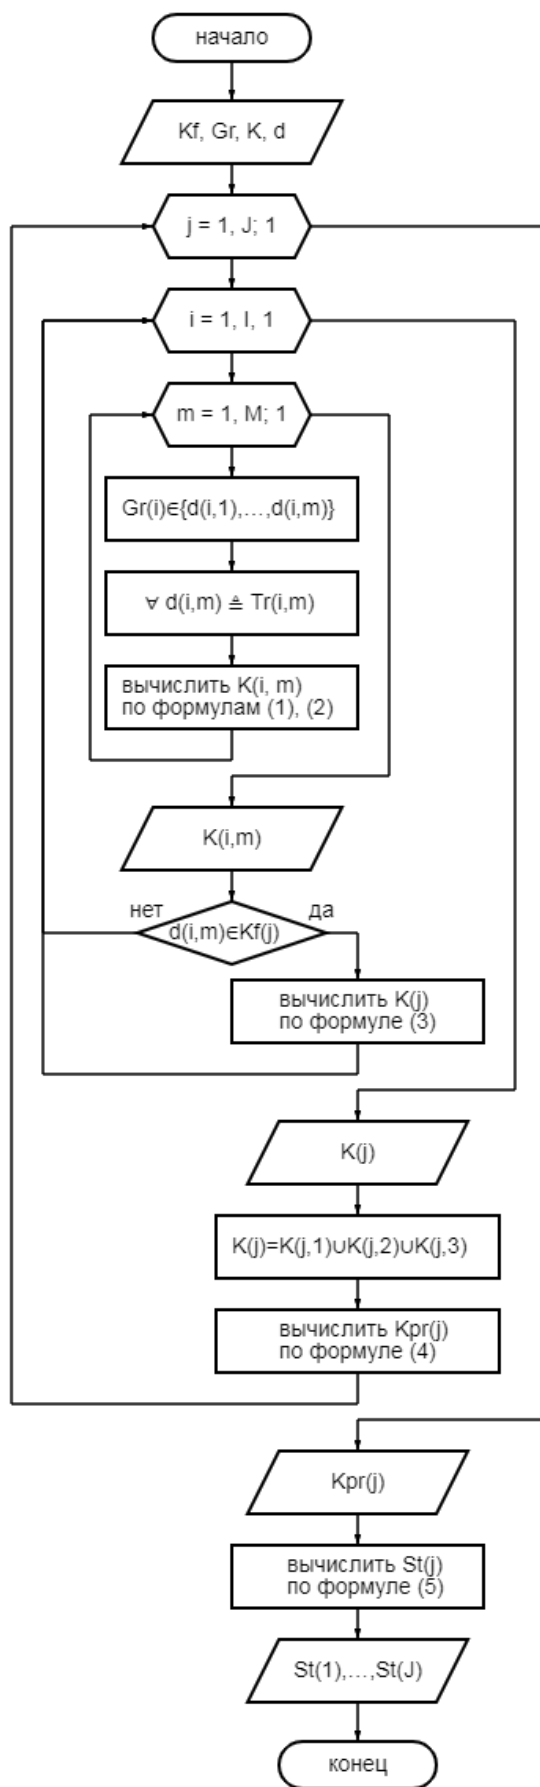 начало
Kf, Gr, K, d
j = 1, J; 1
i = 1, I, 1
m = 1, M; 1
Gr(i)∈{d(i,1),…,d(i,m)}
∀ d(i,m) ≜ Tr(i,m)
вычислить K(i, m)
по формулам (1), (2)
K(i,m)
нет
да
d(i,m)∈Kf(j)
вычислить K(j)
по формуле (3)
K(j)
K(j)=K(j,1)∪K(j,2)∪K(j,3)
вычислить Kpr(j)
по формуле (4)
Kpr(j)
вычислить St(j)
по формуле (5)
St(1),…,St(J)
конец